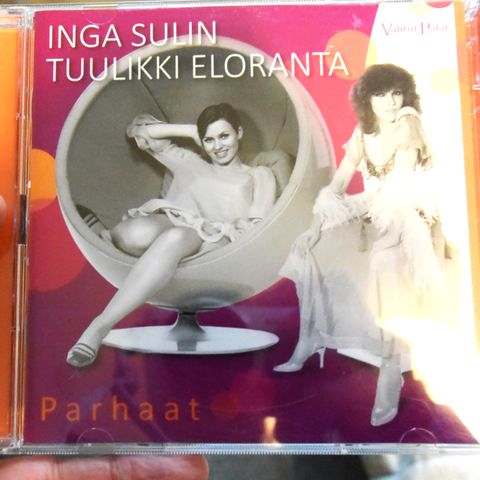 INGA SULIN
TUULIKKI ELORANTA
Valitut Palat
Parhaat